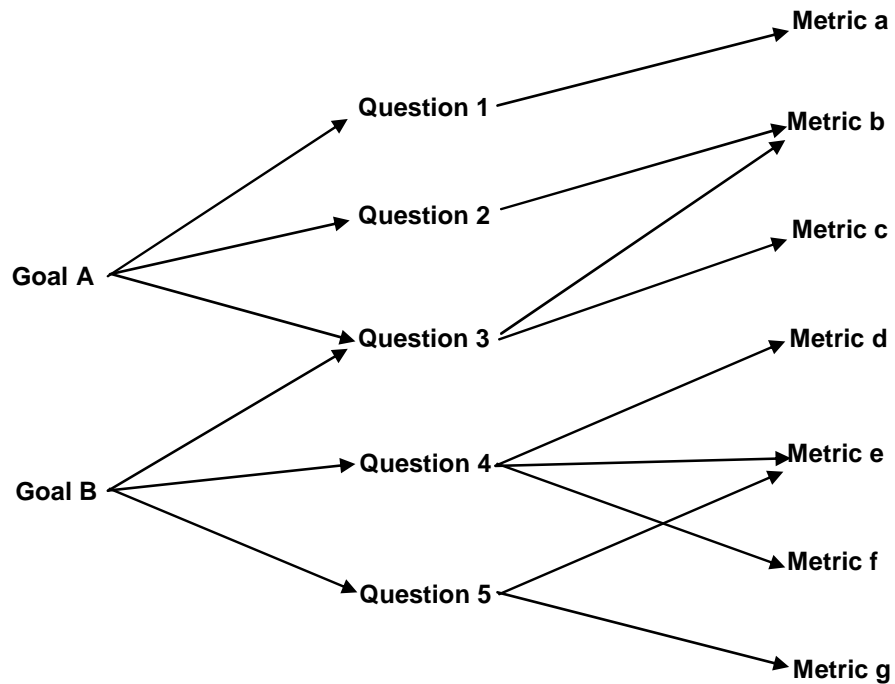 Metric a
Question 1
Metric b
Question 2
Metric c
Goal A
Question 3
Metric d
Question 4
Metric e
Goal B
Metric f
Question 5
Metric g